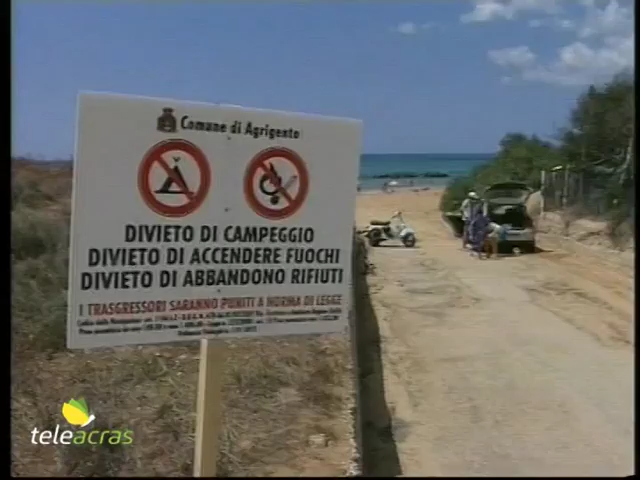 Comune di Agrigento
DIVIETO DI CAMPEGGIO
DIVIETO DI ACCENDERE FUOCHI
DIVIETO DI ABBANDONO RIFIUTI
I TRASGRESSORI SARANNO PUNITI A NORMA DI LEGGE
teleacras